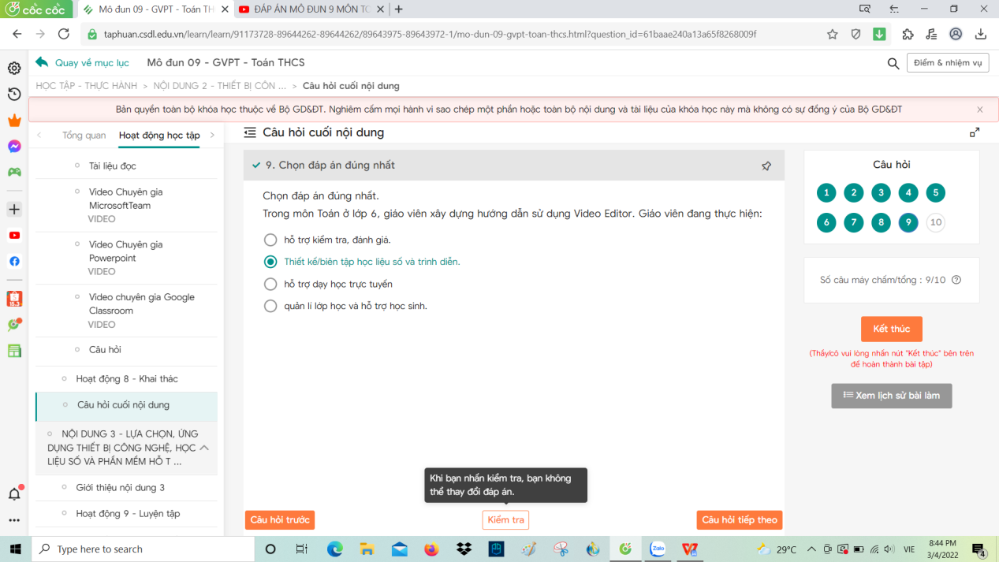 cốc cốc
Mô đun 09 - GVPT - Toán TH
ĐÁP ÁN MÔ ĐUN 9 MÔN TO
taphuan.csdl.edu.vn/learn/learn/91173728-89644262-89644262/89643975-89643972-1/mo-dun-09-gvpt-toan-thcs.html?question_id=61baae240a13a65f8268009f
Quay về mục lục
Mô đun 09 - GVPT - Toán THCS
Điểm & nhiệm vụ
HỌC TẬP - THỰC HÀNH > NỘI DUNG 2 - THIẾT BỊ CÔN ... > Câu hỏi cuối nội dung
Bản quyền toàn bộ khóa học thuộc về Bộ GD&ĐT. Nghiêm cấm mọi hành vi sao chép một phần hoặc toàn bộ nội dung và tài liệu của khóa học này mà không có sự đồng ý của Bộ GD&ĐT
Tổng quan
Hoạt động học tập
Tài liệu đọc
Video Chuyên gia
MicrosoftTeam
VIDEO
Video Chuyên gia
Powerpoint
VIDEO
Video chuyên gia Google
Classroom
VIDEO
Câu hỏi
Hoạt động 8 - Khai thác
Câu hỏi cuối nội dung
NỘI DUNG 3 - LỰA CHỌN, ỨNG
DỤNG THIẾT BỊ CÔNG NGHỆ, HỌC
LIỆU SỐ VÀ PHẦN MỀM HỖ T ...
Giới thiệu nội dung 3
Hoạt động 9 - Luyện tập
Câu hỏi cuối nội dung
9. Chọn đáp án đúng nhất
Chọn đáp án đúng nhất.
Trong môn Toán ở lớp 6, giáo viên xây dựng hướng dẫn sử dụng Video Editor. Giáo viên đang thực hiện:
hỗ trợ kiểm tra, đánh giá.
Thiết kế/biên tập học liệu số và trình diễn.
hỗ trợ dạy học trực tuyến
quản lí lớp học và hỗ trợ học sinh.
Khi bạn nhấn kiểm tra, bạn không
thể thay đổi đáp án.
Câu hỏi trước
Kiểm tra
Câu hỏi tiếp theo
Câu hỏi
1 2 3 4 5
6 7 8 9 10
Số câu máy chấm/tổng : 9/10
Kết thúc
(Thầy/cô vui lòng nhấn nút "Kết thúc" bên trên
để hoàn thành bài tập)
Xem lịch sử bài làm
15.3
Type here to search
Zalo
29°C
VIE
8:44 PM
3/4/2022
4